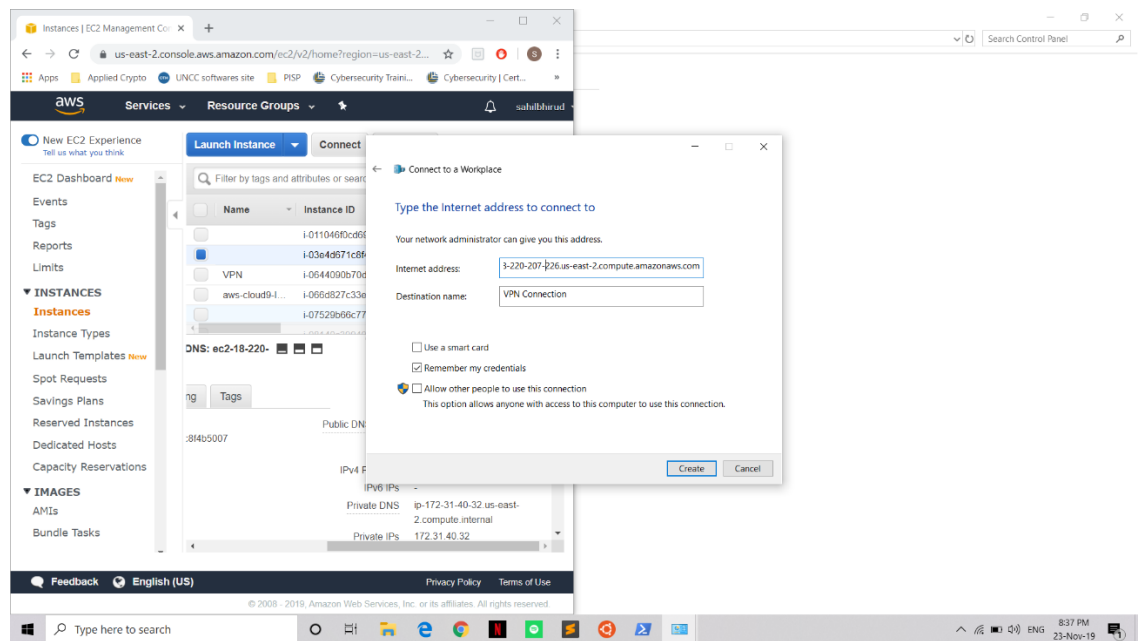 Instances | EC2 Management Con
Search Control Panel
us-east-2.console.aws.amazon.com/ec2/v2/home?region=us-east-2...
S
Apps Applied Crypto UNCC softwares site PISP Cybersecurity Traini... Cybersecurity | Cert... »
aws Services Resource Groups sahilbhirud
New EC2 Experience
Tell us what you think
EC2 Dashboard New
Events
Tags
Reports
Limits
INSTANCES
Instances
Instance Types
Launch Templates New
Spot Requests
Savings Plans
Reserved Instances
Dedicated Hosts
Capacity Reservations
IMAGES
AMIs
Bundle Tasks
Launch Instance Connect
Filter by tags and attributes or searc
Name Instance ID
i-011046f0cd69
i-03e4d671c8f4
VPN i-0644090b70d
aws-cloud9-l... i-066d827c33e
i-07529b66c77
ONS: ec2-18-220-
ng Tags
Public DN
:8f4b5007
IPv4 P
IPv6 IPs -
Private DNS ip-172-31-40-32.us-east-
2.compute.internal
Private IPs 172.31.40.32
Connect to a Workplace
Type the Internet address to connect to
Your network administrator can give you this address.
Internet address: 3-220-207-226.us-east-2.compute.amazonaws.com
Destination name: VPN Connection
Use a smart card
Remember my credentials
Allow other people to use this connection
This option allows anyone with access to this computer to use this connection.
Create Cancel
Feedback English (US) Privacy Policy Terms of Use
© 2008 - 2019, Amazon Web Services, Inc. or its affiliates. All rights reserved.
Type here to search
ENG
8:37 PM
23-Nov-19